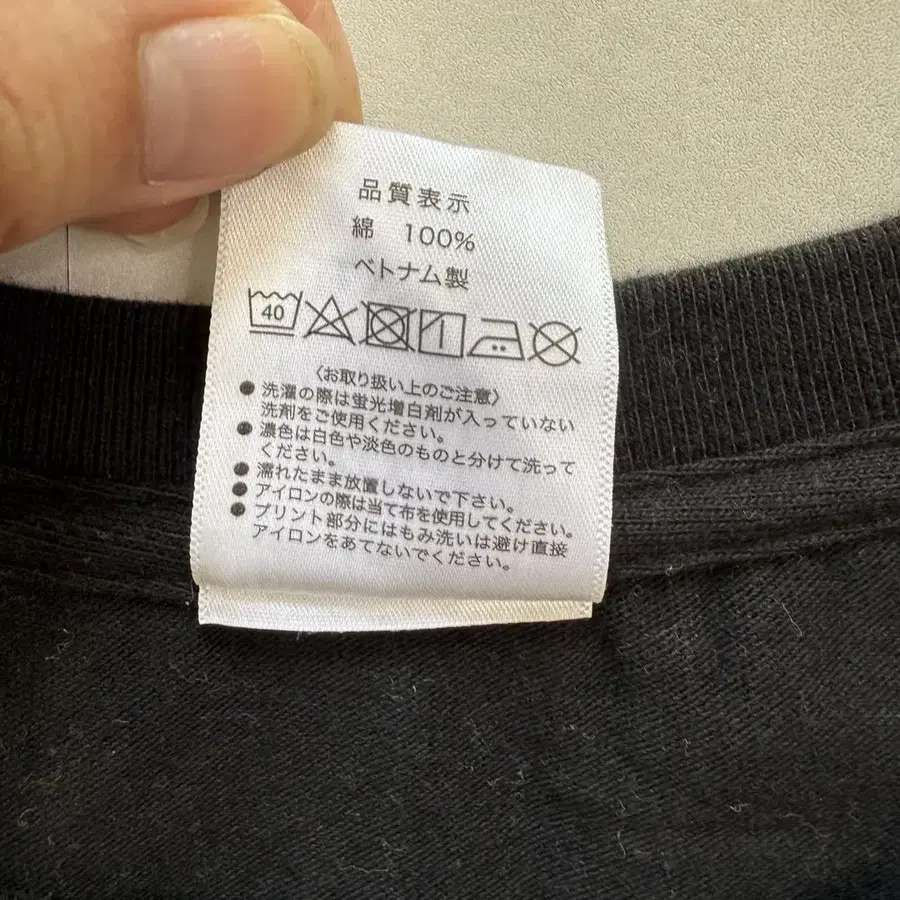 品質表示
綿 100%
ベトナム製
40
〈お取り扱い上のご注意〉
● 洗濯の際は蛍光増白剤が入っていない
洗剤をご使用ください。
● 濃色は白色や淡色のものと分けて洗って
ください。
● 濡れたまま放置しないで下さい。
● アイロンの際は当て布を使用してください。
● プリント部分にはもみ洗いは避け直接
アイロンをあてないでください。